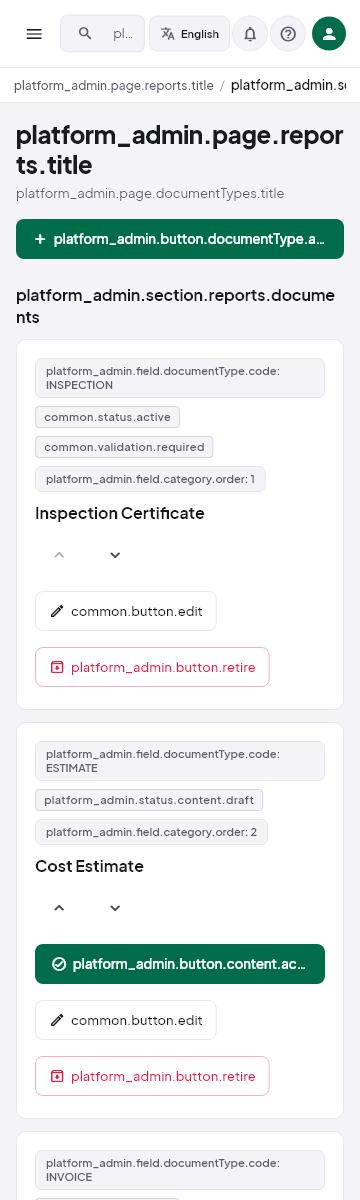 pl...
English
platform_admin.page.reports.title / platform_admin.se
platform_admin.page.repor
ts.title
platform_admin.page.documentTypes.title
+ platform_admin.button.documentType.a...
platform_admin.section.reports.docume
nts
platform_admin.field.documentType.code:
INSPECTION
common.status.active
common.validation.required
platform_admin.field.category.order: 1
Inspection Certificate
common.button.edit
platform_admin.button.retire
platform_admin.field.documentType.code:
ESTIMATE
platform_admin.status.content.draft
platform_admin.field.category.order: 2
Cost Estimate
platform_admin.button.content.ac...
common.button.edit
platform_admin.button.retire
platform_admin.field.documentType.code:
INVOICE